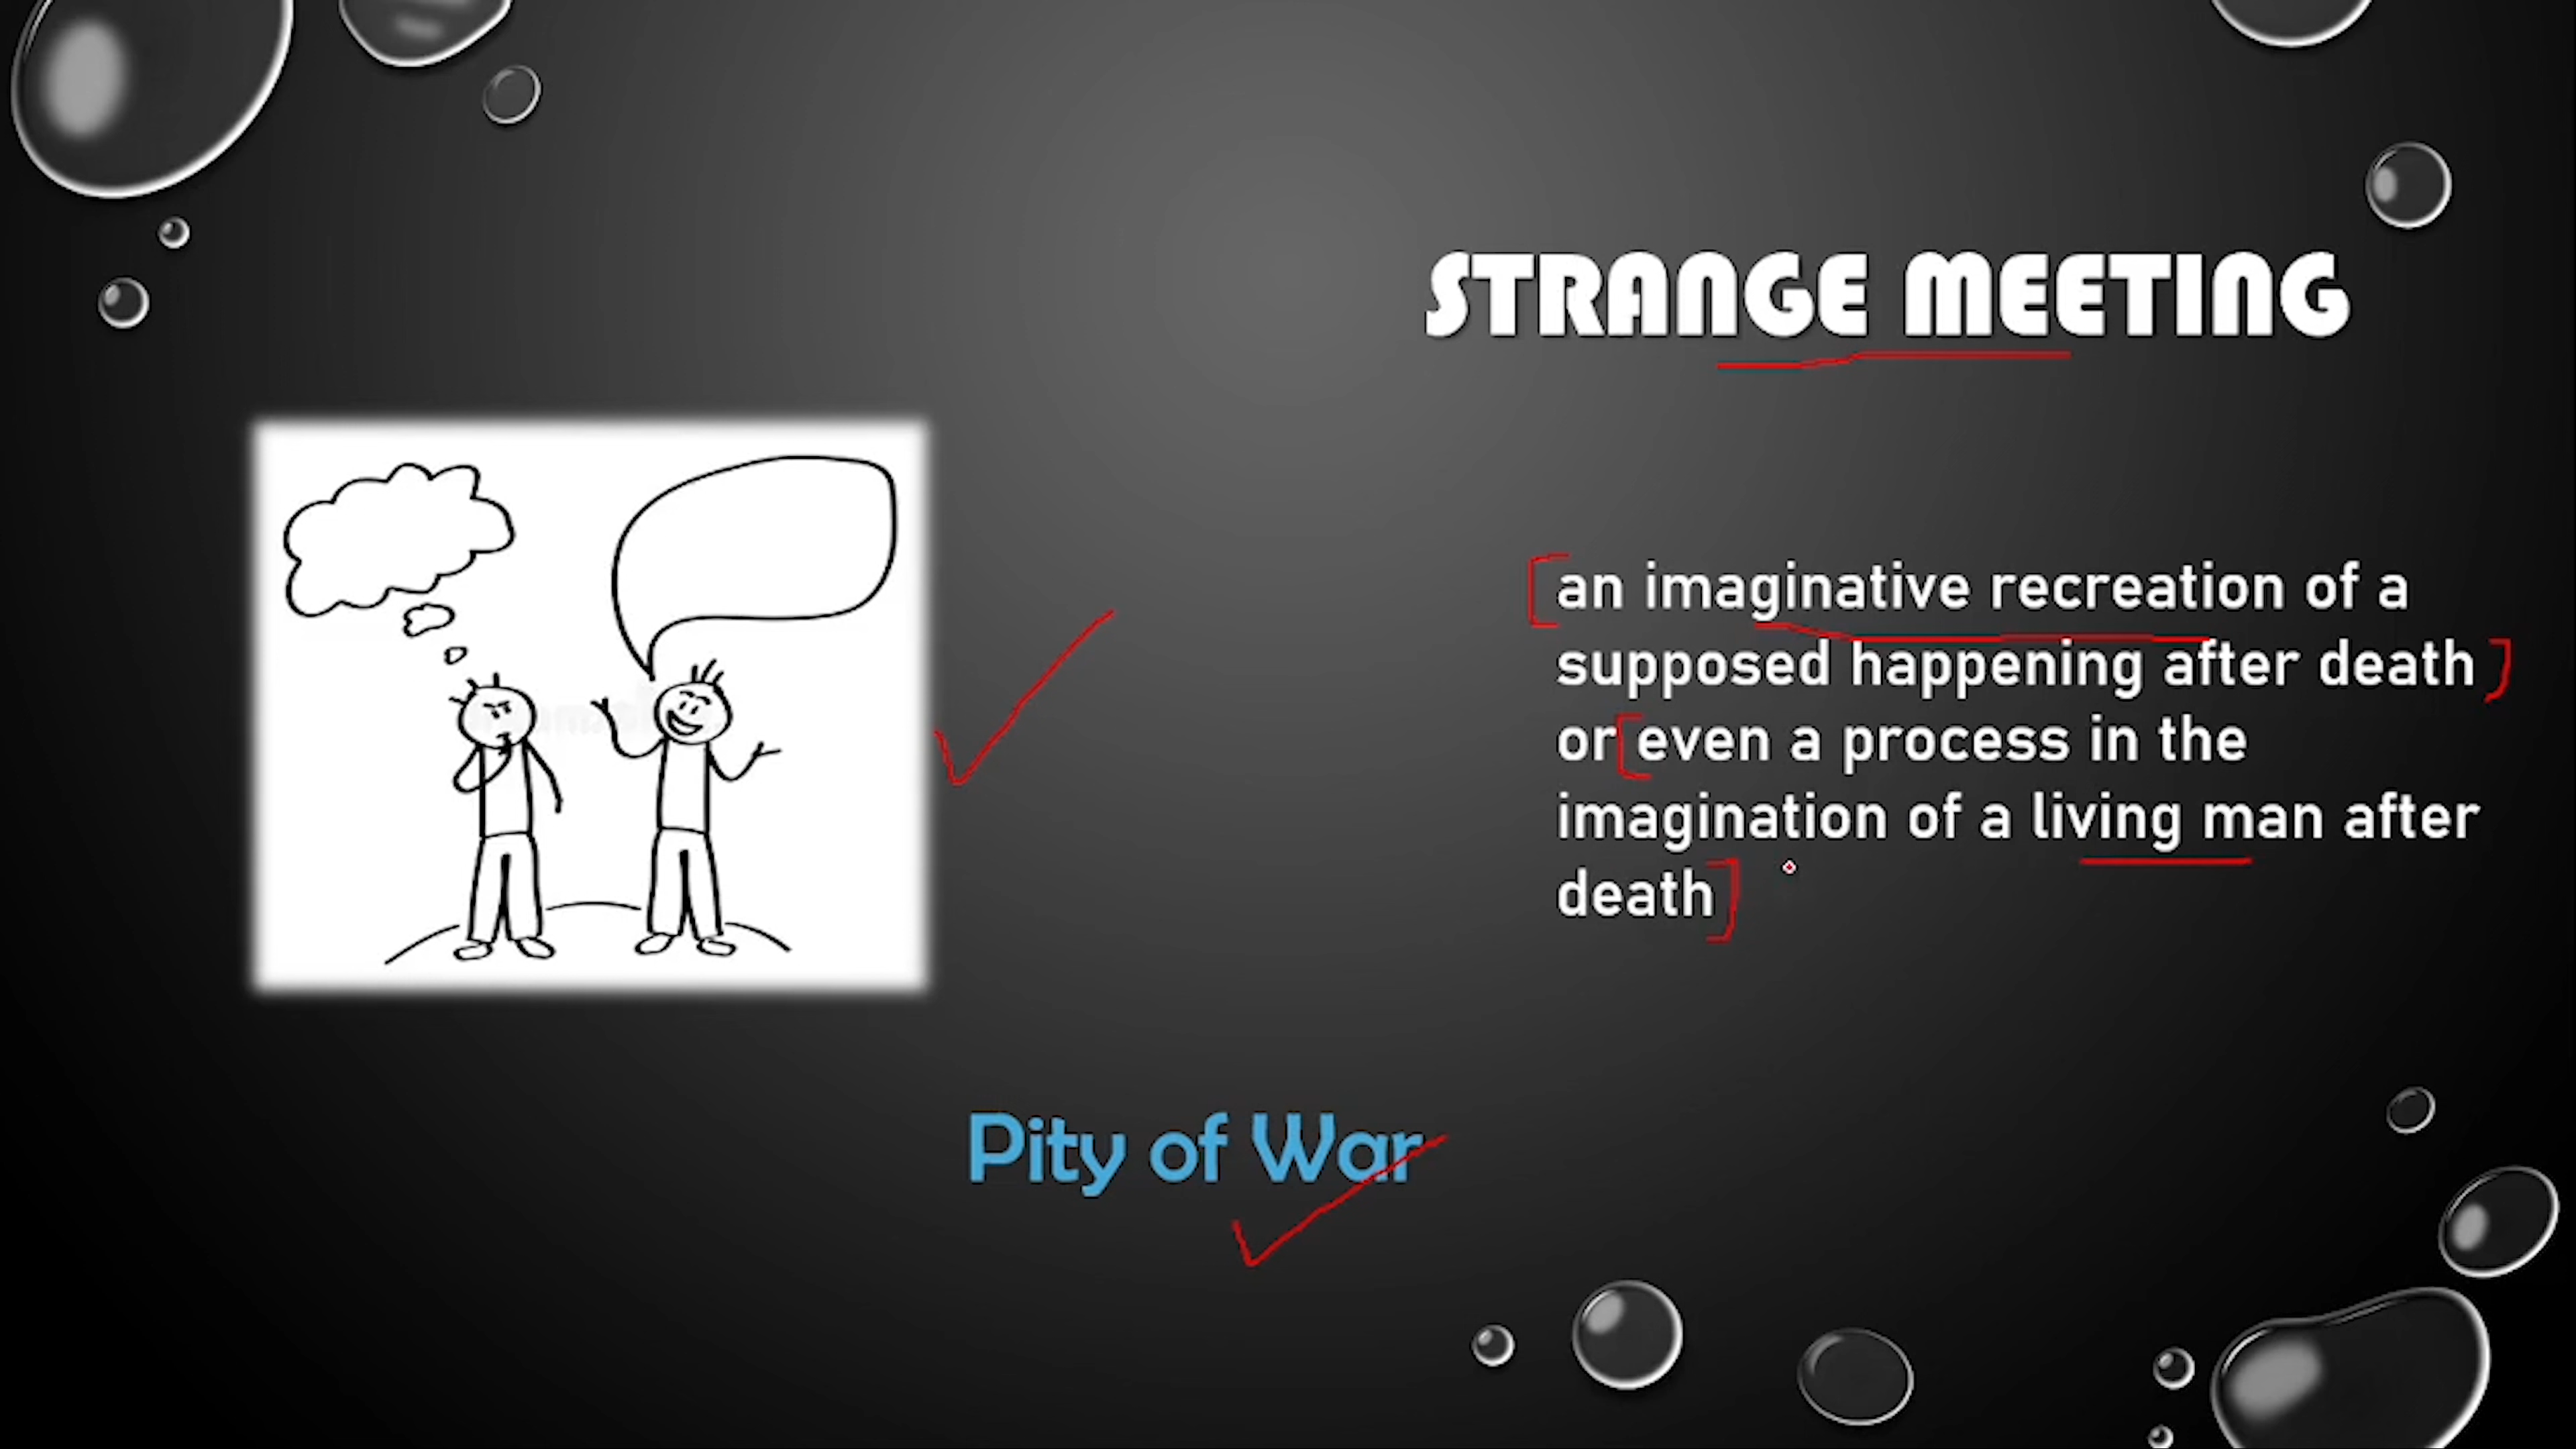 STRANGE MEETING
an imaginative recreation of a
supposed happening after death
or even a process in the
imagination of a living man after
death
Pity of War